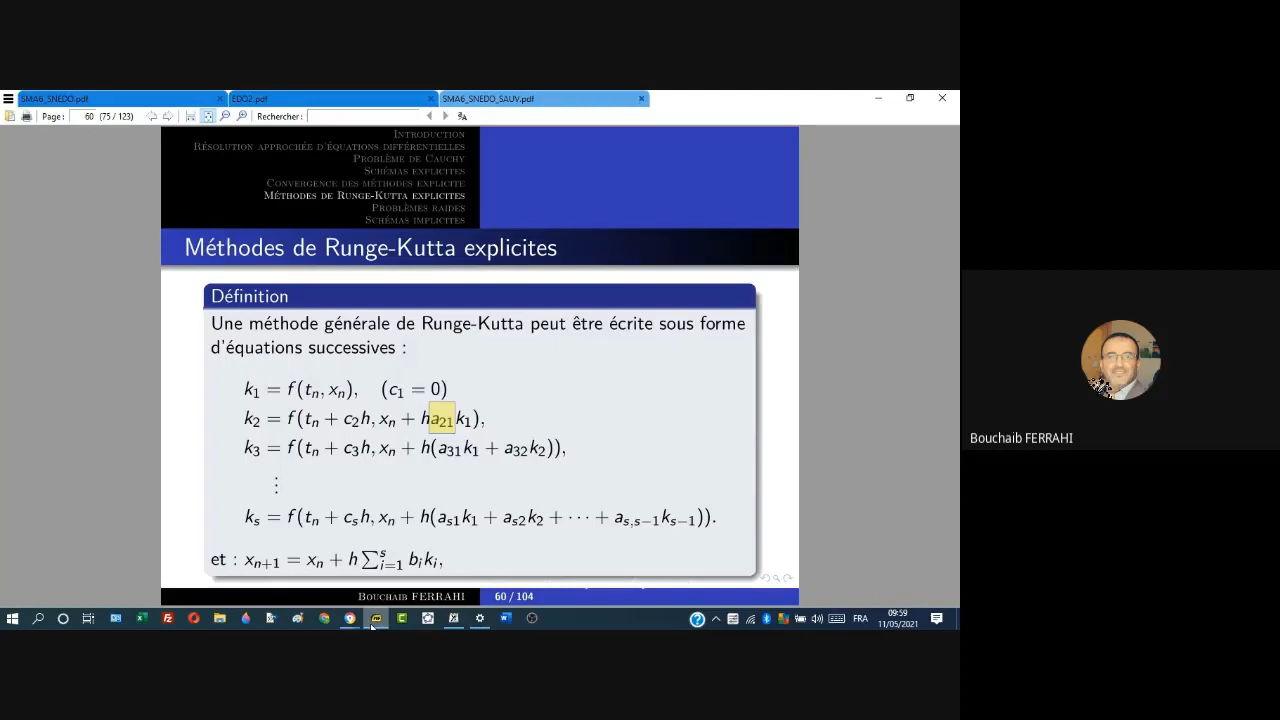 SMA6_SNEDO.pdf
EDO2.pdf
SMA6_SNEDO_SAUV.pdf
Page : 60 (75 / 123) Rechercher :
INTRODUCTION
RÉSOLUTION APPROCHÉE D'ÉQUATIONS DIFFÉRENTIELLES
PROBLÈME DE CAUCHY
SCHÉMAS EXPLICITES
CONVERGENCE DES MÉTHODES EXPLICITE
MÉTHODES DE RUNGE-KUTTA EXPLICITES
PROBLÈMES RAIDES
SCHÉMAS IMPLICITES
Méthodes de Runge-Kutta explicites
Définition
Une méthode générale de Runge-Kutta peut être écrite sous forme
d'équations successives :
k₁ = f(tₙ, xₙ), (c₁ = 0)
k₂ = f(tₙ + c₂h, xₙ + ha₂₁k₁),
k₃ = f(tₙ + c₃h, xₙ + h(a₃₁k₁ + a₃₂k₂)),
⋮
kₛ = f(tₙ + cₛh, xₙ + h(aₛ₁k₁ + aₛ₂k₂ + ⋯ + aₛ,ₛ₋₁kₛ₋₁)).
et : xₙ₊₁ = xₙ + h ∑ˢᵢ₌₁ bᵢkᵢ,
BOUCHAIB FERRAHI 60 / 104
FRA
09:59
11/05/2021
Bouchaib FERRAHI